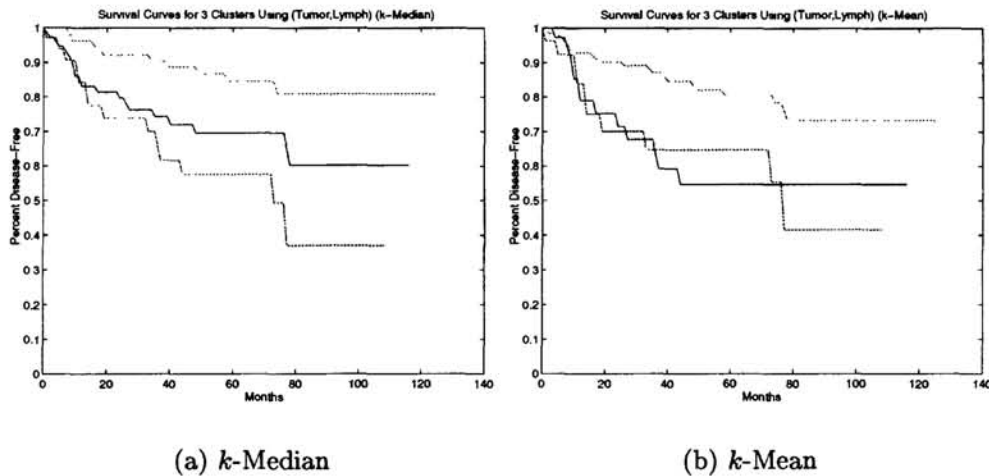 Survival Curves for 3 Clusters Using (Tumor,Lymph) (k-Median)
1
0.9
0.8
0.7
0.6
0.5
0.4
0.3
0.2
0.1
0
Percent Disease-Free
0 20 40 60 80 100 120 140
Months
(a) k-Median
Survival Curves for 3 Clusters Using (Tumor,Lymph) (k-Mean)
1
0.9
0.8
0.7
0.6
0.5
0.4
0.3
0.2
0.1
0
Percent Disease-Free
0 20 40 60 80 100 120 140
Months
(b) k-Mean